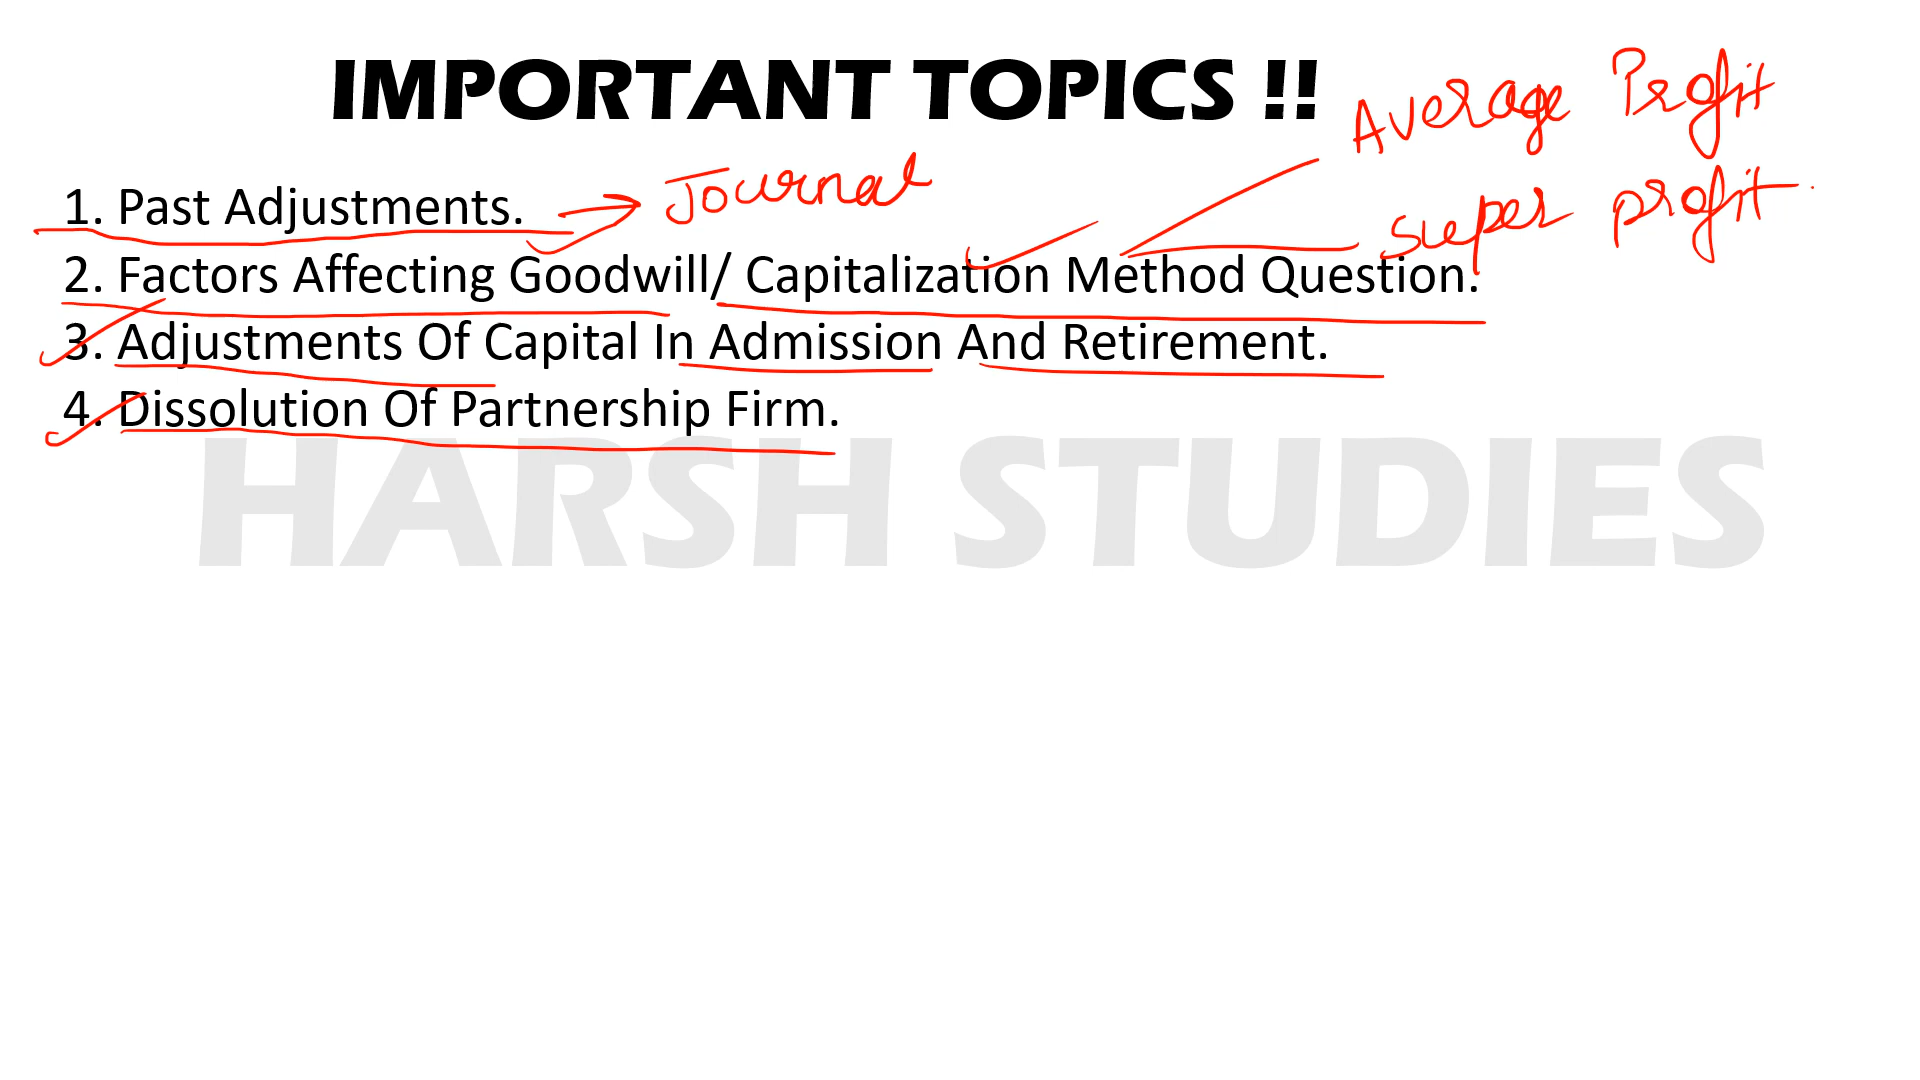 IMPORTANT TOPICS !!
Average Profit
1. Past Adjustments. → Journal
super profit
2. Factors Affecting Goodwill/ Capitalization Method Question.
3. Adjustments Of Capital In Admission And Retirement.
4. Dissolution Of Partnership Firm.
HARSH STUDIES